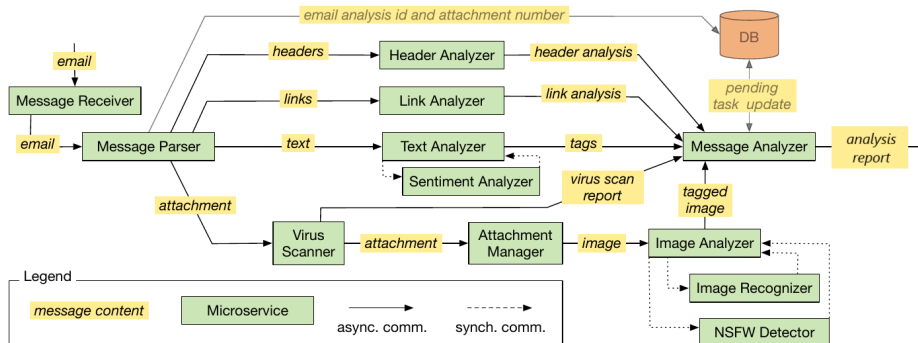 email analysis id and attachment number
DB
email
headers
Header Analyzer
header analysis
Message Receiver
links
Link Analyzer
link analysis
pending
task update
email
Message Parser
text
Text Analyzer
tags
Message Analyzer
analysis
report
Sentiment Analyzer
virus scan
report
tagged
image
attachment
Virus
Scanner
attachment
Attachment
Manager
image
Image Analyzer
Image Recognizer
NSFW Detector
Legend
message content
Microservice
async. comm.
synch. comm.